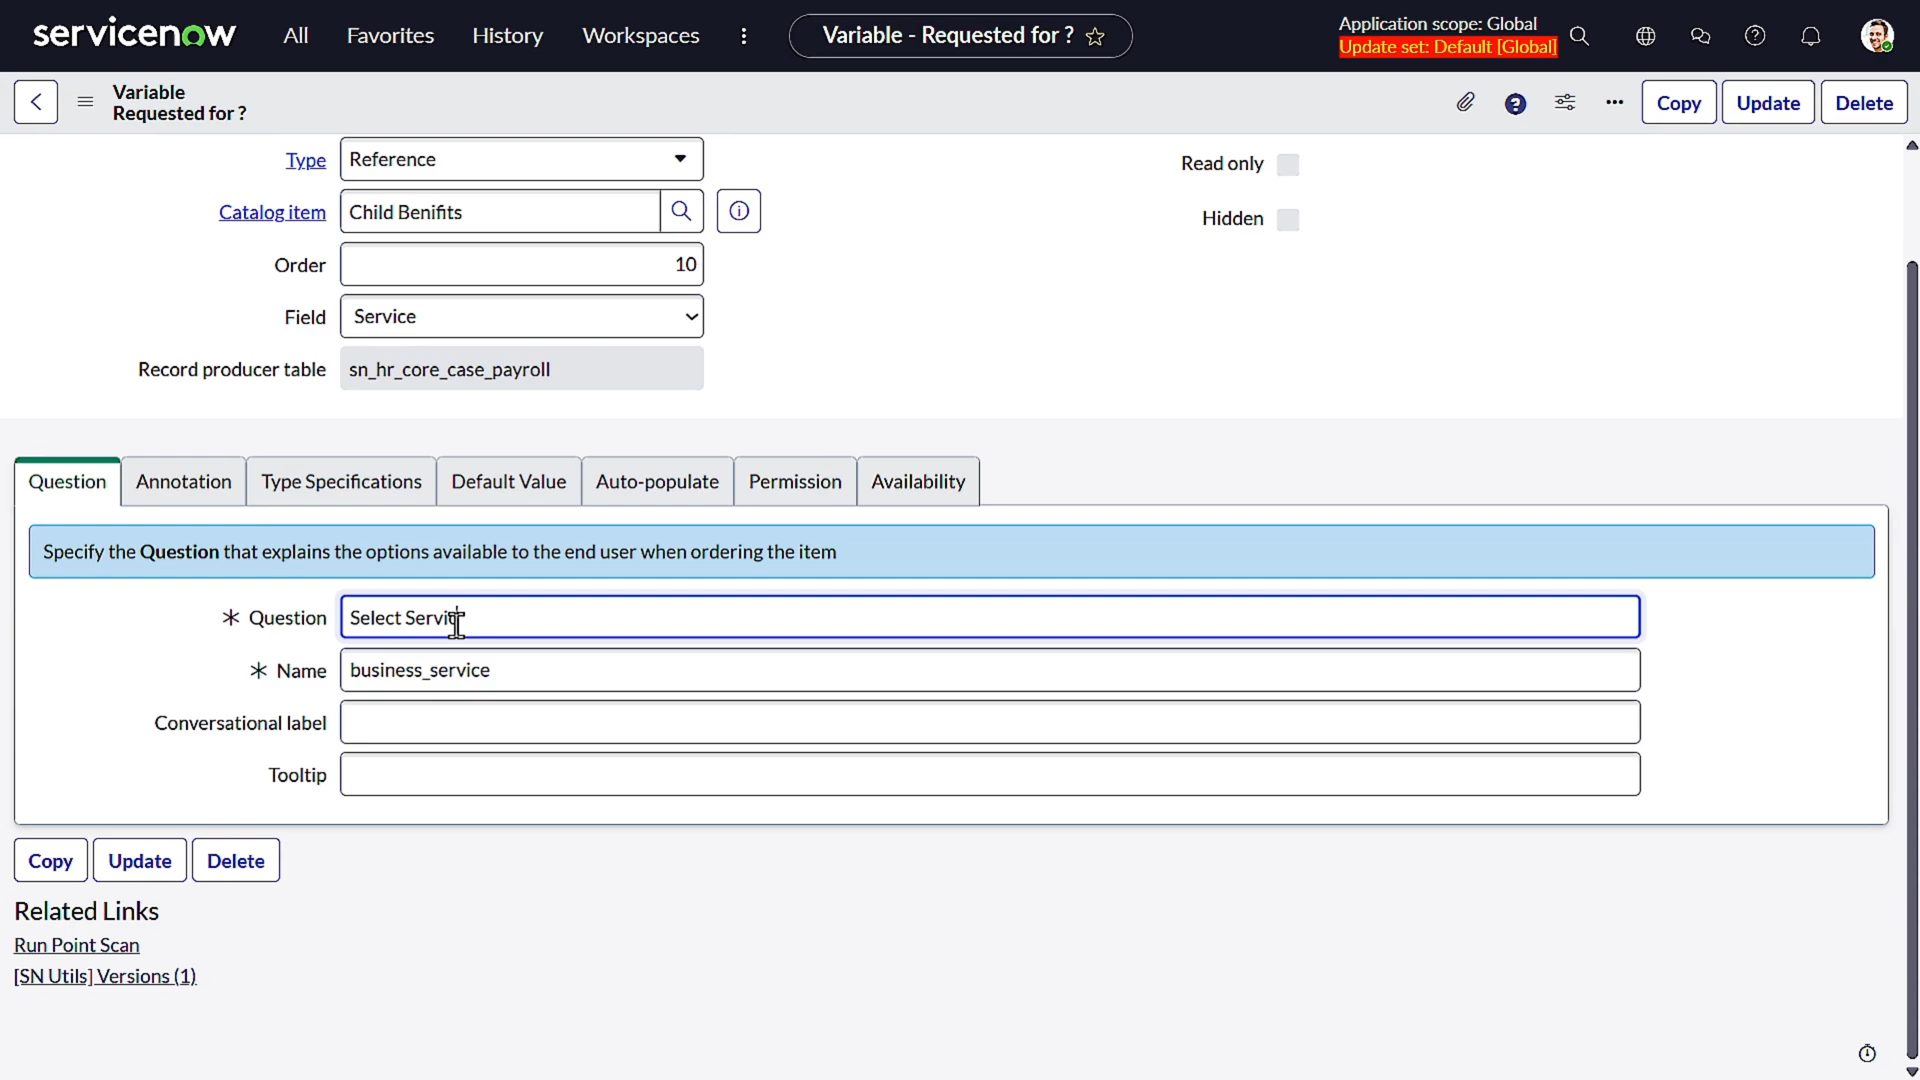 servicenow
All
Favorites
History
Workspaces
Variable - Requested for ?
Application scope: Global
Update set: Default [Global]
Variable
Requested for ?
Copy
Update
Delete
Type
Reference
Read only
Catalog item
Child Benifits
Hidden
Order
10
Field
Service
Record producer table
sn_hr_core_case_payroll
Question
Annotation
Type Specifications
Default Value
Auto-populate
Permission
Availability
Specify the Question that explains the options available to the end user when ordering the item
Question
Select
Name
business_service
Conversational label
Tooltip
Copy
Update
Delete
Related Links
Run Point Scan
[SN Utils] Versions (1)